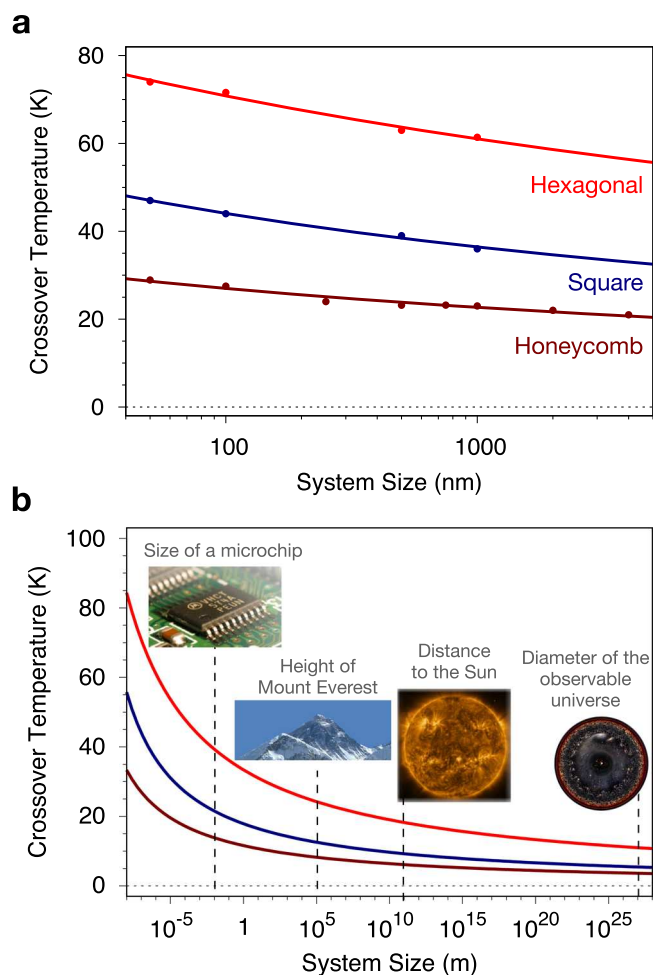 a
80
60
40
20
0
Crossover Temperature (K)
Hexagonal
Square
Honeycomb
100
1000
System Size (nm)
b
100
80
60
40
20
0
Crossover Temperature (K)
Size of a microchip
Height of
Mount Everest
Distance
to the Sun
Diameter of the
observable
universe
10⁻⁵
1
10⁵
10¹⁰
10¹⁵
10²⁰
10²⁵
System Size (m)